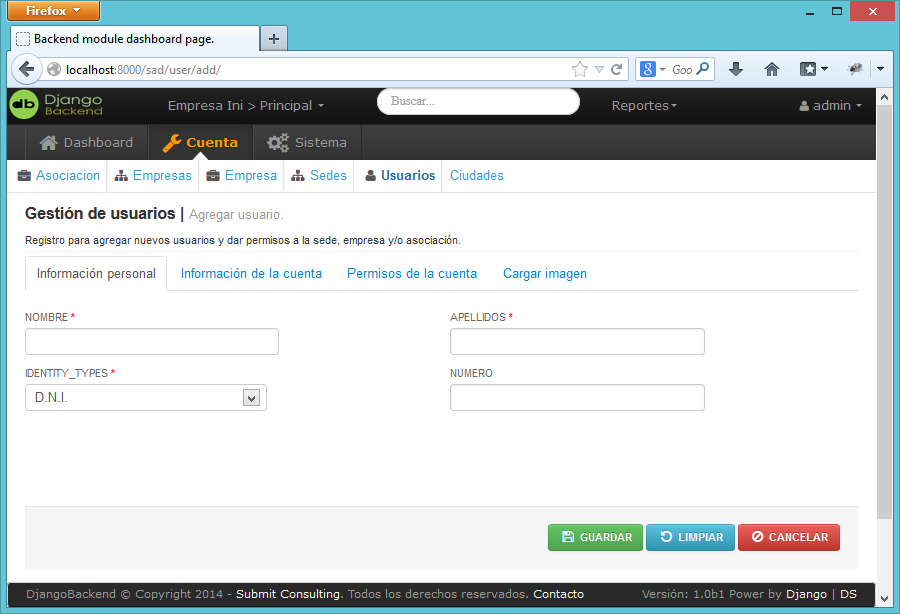 Firefox
Backend module dashboard page.
localhost:8000/sad/user/add/
8 Goo
db Django Backend
Empresa Ini > Principal
Buscar...
Reportes
admin
Dashboard
Cuenta
Sistema
Asociacion
Empresas
Empresa
Sedes
Usuarios
Ciudades
Gestión de usuarios | Agregar usuario.
Registro para agregar nuevos usuarios y dar permisos a la sede, empresa y/o asociación.
Información personal
Información de la cuenta
Permisos de la cuenta
Cargar imagen
NOMBRE *
APELLIDOS *
IDENTITY_TYPES *
NUMERO
D.N.I.
GUARDAR
LIMPIAR
CANCELAR
DjangoBackend © Copyright 2014 - Submit Consulting. Todos los derechos reservados. Contacto
Versión: 1.0b1 Power by Django | DS